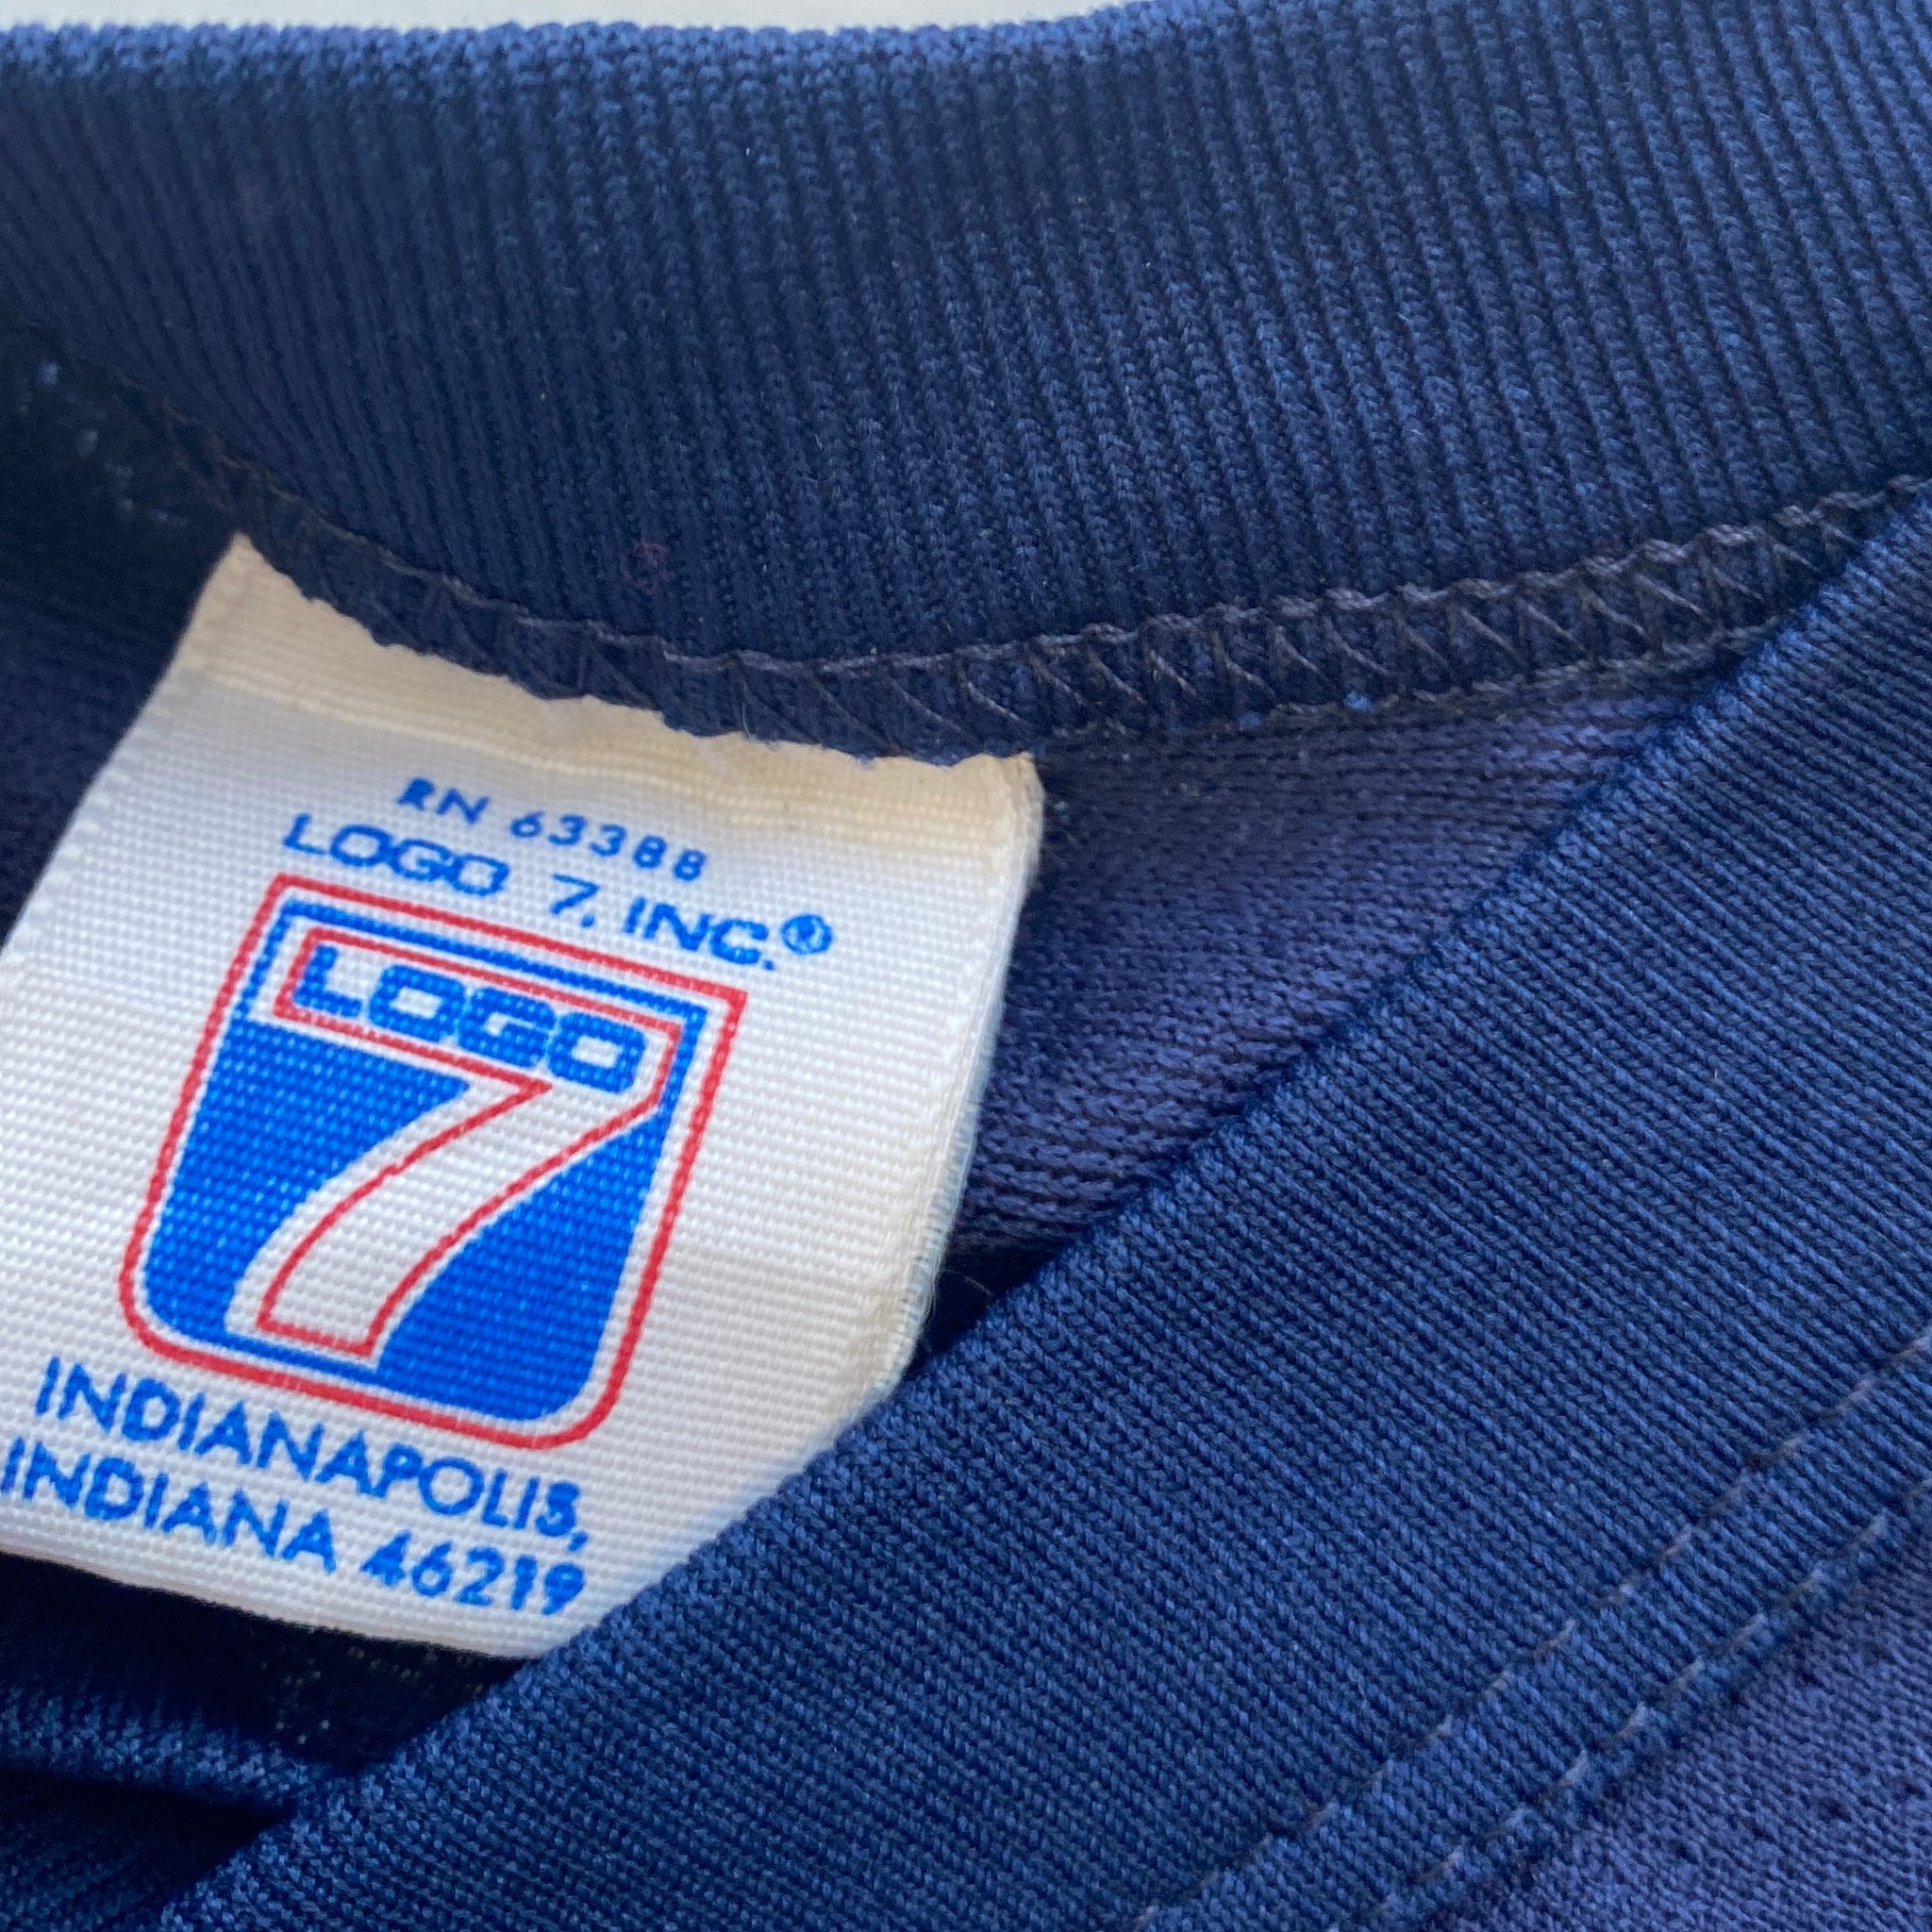 RN 63388
LOGO 7, INC.®
LOGO
7
INDIANAPOLIS,
INDIANA 46219